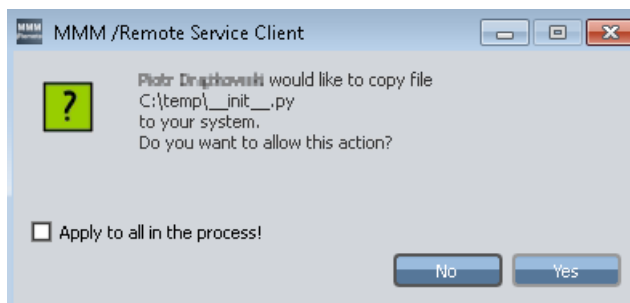 MMM /Remote Service Client
would like to copy file
C:\temp\__init__.py
to your system.
Do you want to allow this action?
Apply to all in the process!
No Yes